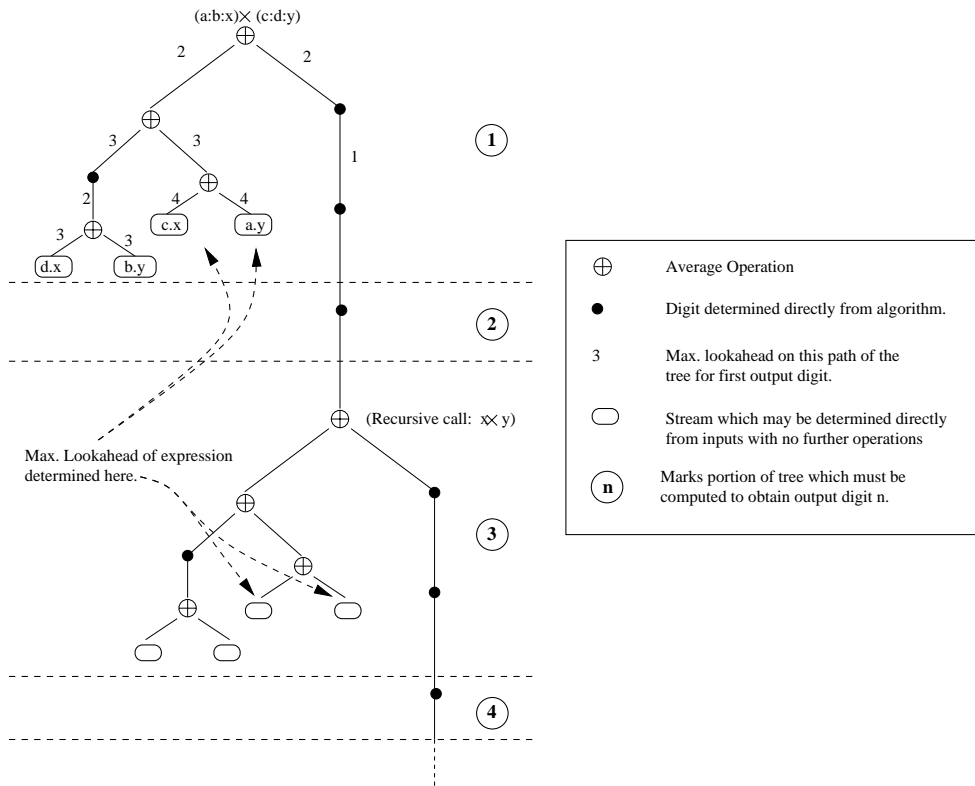 (a:b:x)× (c:d:y)
2
2
3
3
1
1
2
4
4
c.x
a.y
3
3
d.x
b.y
2
(Recursive call: x× y)
Max. Lookahead of expression
determined here.
3
4
Average Operation
Digit determined directly from algorithm.
3
Max. lookahead on this path of the
tree for first output digit.
Stream which may be determined directly
from inputs with no further operations
n
Marks portion of tree which must be
computed to obtain output digit n.